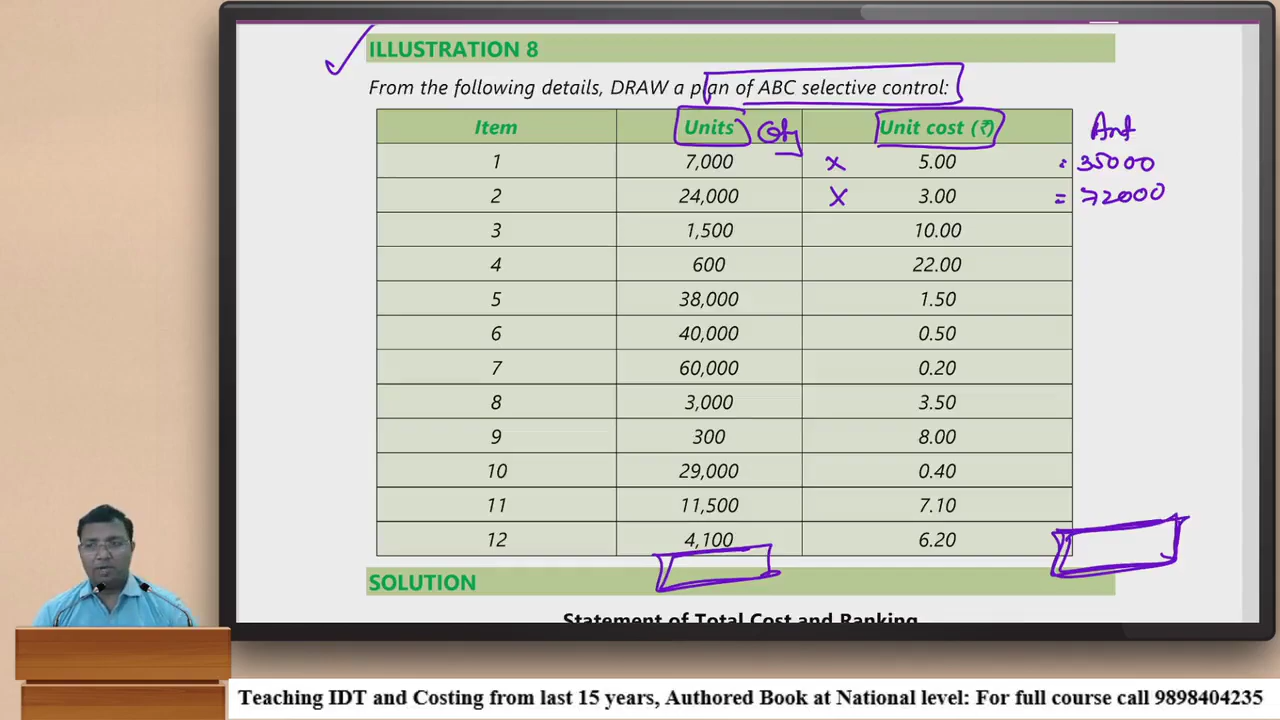 ILLUSTRATION 8
From the following details, DRAW a plan of ABC selective control:
Item Units Qty Unit cost (₹) Amt
1 7,000 x 5.00 : 35000
2 24,000 x 3.00 = 72000
3 1,500 10.00
4 600 22.00
5 38,000 1.50
6 40,000 0.50
7 60,000 0.20
8 3,000 3.50
9 300 8.00
10 29,000 0.40
11 11,500 7.10
12 4,100 6.20
SOLUTION
Statement of Total Cost and Ranking
Teaching IDT and Costing from last 15 years, Authored Book at National level: For full course call 9898404235